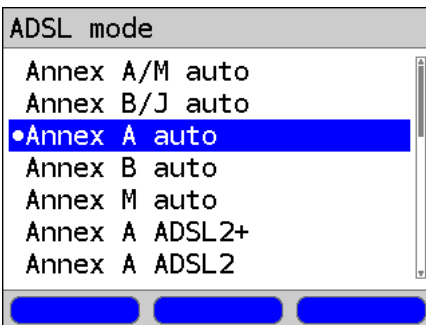 ADSL mode
Annex A/M auto
Annex B/J auto
•Annex A auto
Annex B auto
Annex M auto
Annex A ADSL2+
Annex A ADSL2